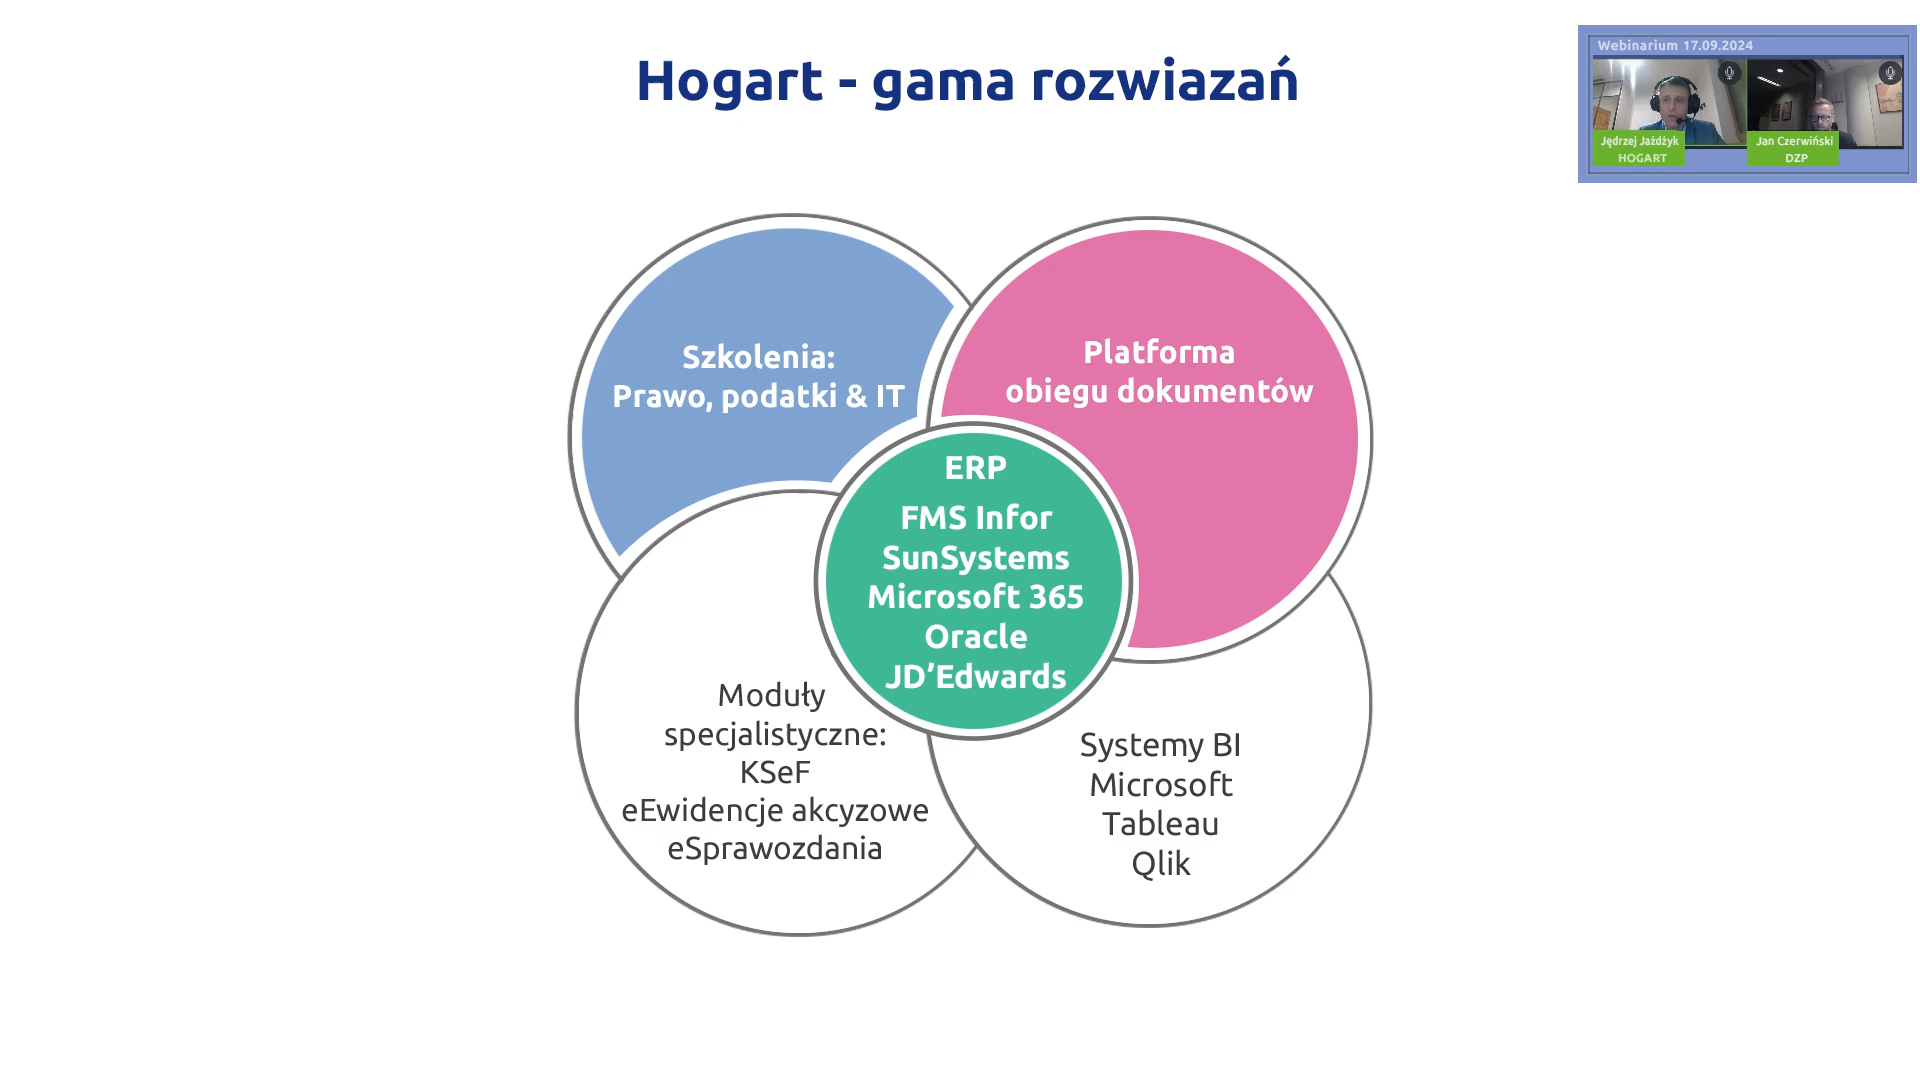 Hogart - gama rozwiazań
Webinarium 17.09.2024
Jędrzej Jażdżyk
HOGART
Jan Czerwiński
DZP
Szkolenia:
Prawo, podatki & IT
Platforma
obiegu dokumentów
ERP
FMS Infor
SunSystems
Microsoft 365
Oracle
JD’Edwards
Moduły
specjalistyczne:
KSeF
eEwidencje akcyzowe
eSprawozdania
Systemy BI
Microsoft
Tableau
Qlik